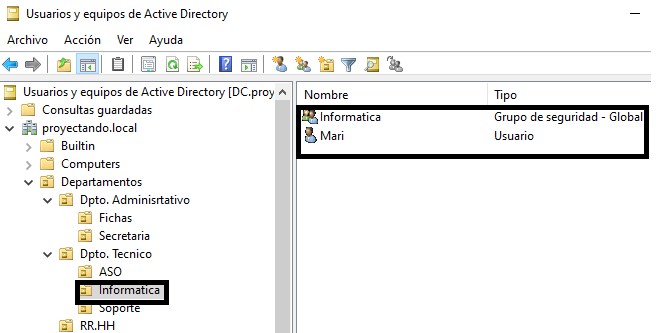 Usuarios y equipos de Active Directory
Archivo Acción Ver Ayuda
Usuarios y equipos de Active Directory [DC.proy
Consultas guardadas
proyectando.local
Builtin
Computers
Departamentos
Dpto. Adminisrtativo
Fichas
Secretaria
Dpto. Tecnico
ASO
Informatica
Soporte
RR.HH
Nombre Tipo
Informatica Grupo de seguridad - Global
Mari Usuario